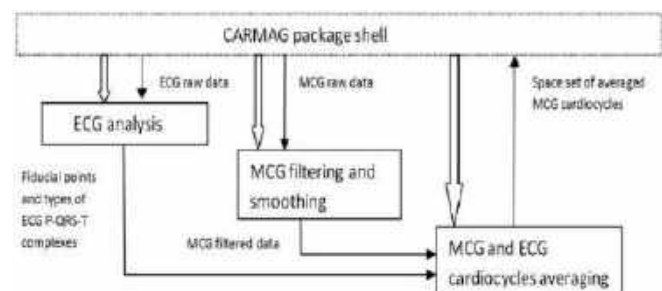 CARMAG package shell
ECG raw data
MCG raw data
Space set of averaged
MCG cardiocycles
ECG analysis
MCG filtering and
smoothing
Fiducial points
and types of
ECG P-QRS-T
complexes
MCG filtered data
MCG and ECG
cardiocycles averaging